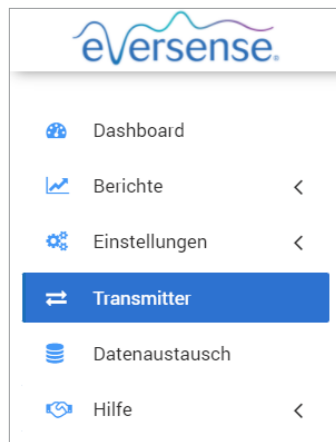 eversense.
Dashboard
Berichte
Einstellungen
Transmitter
Datenaustausch
Hilfe